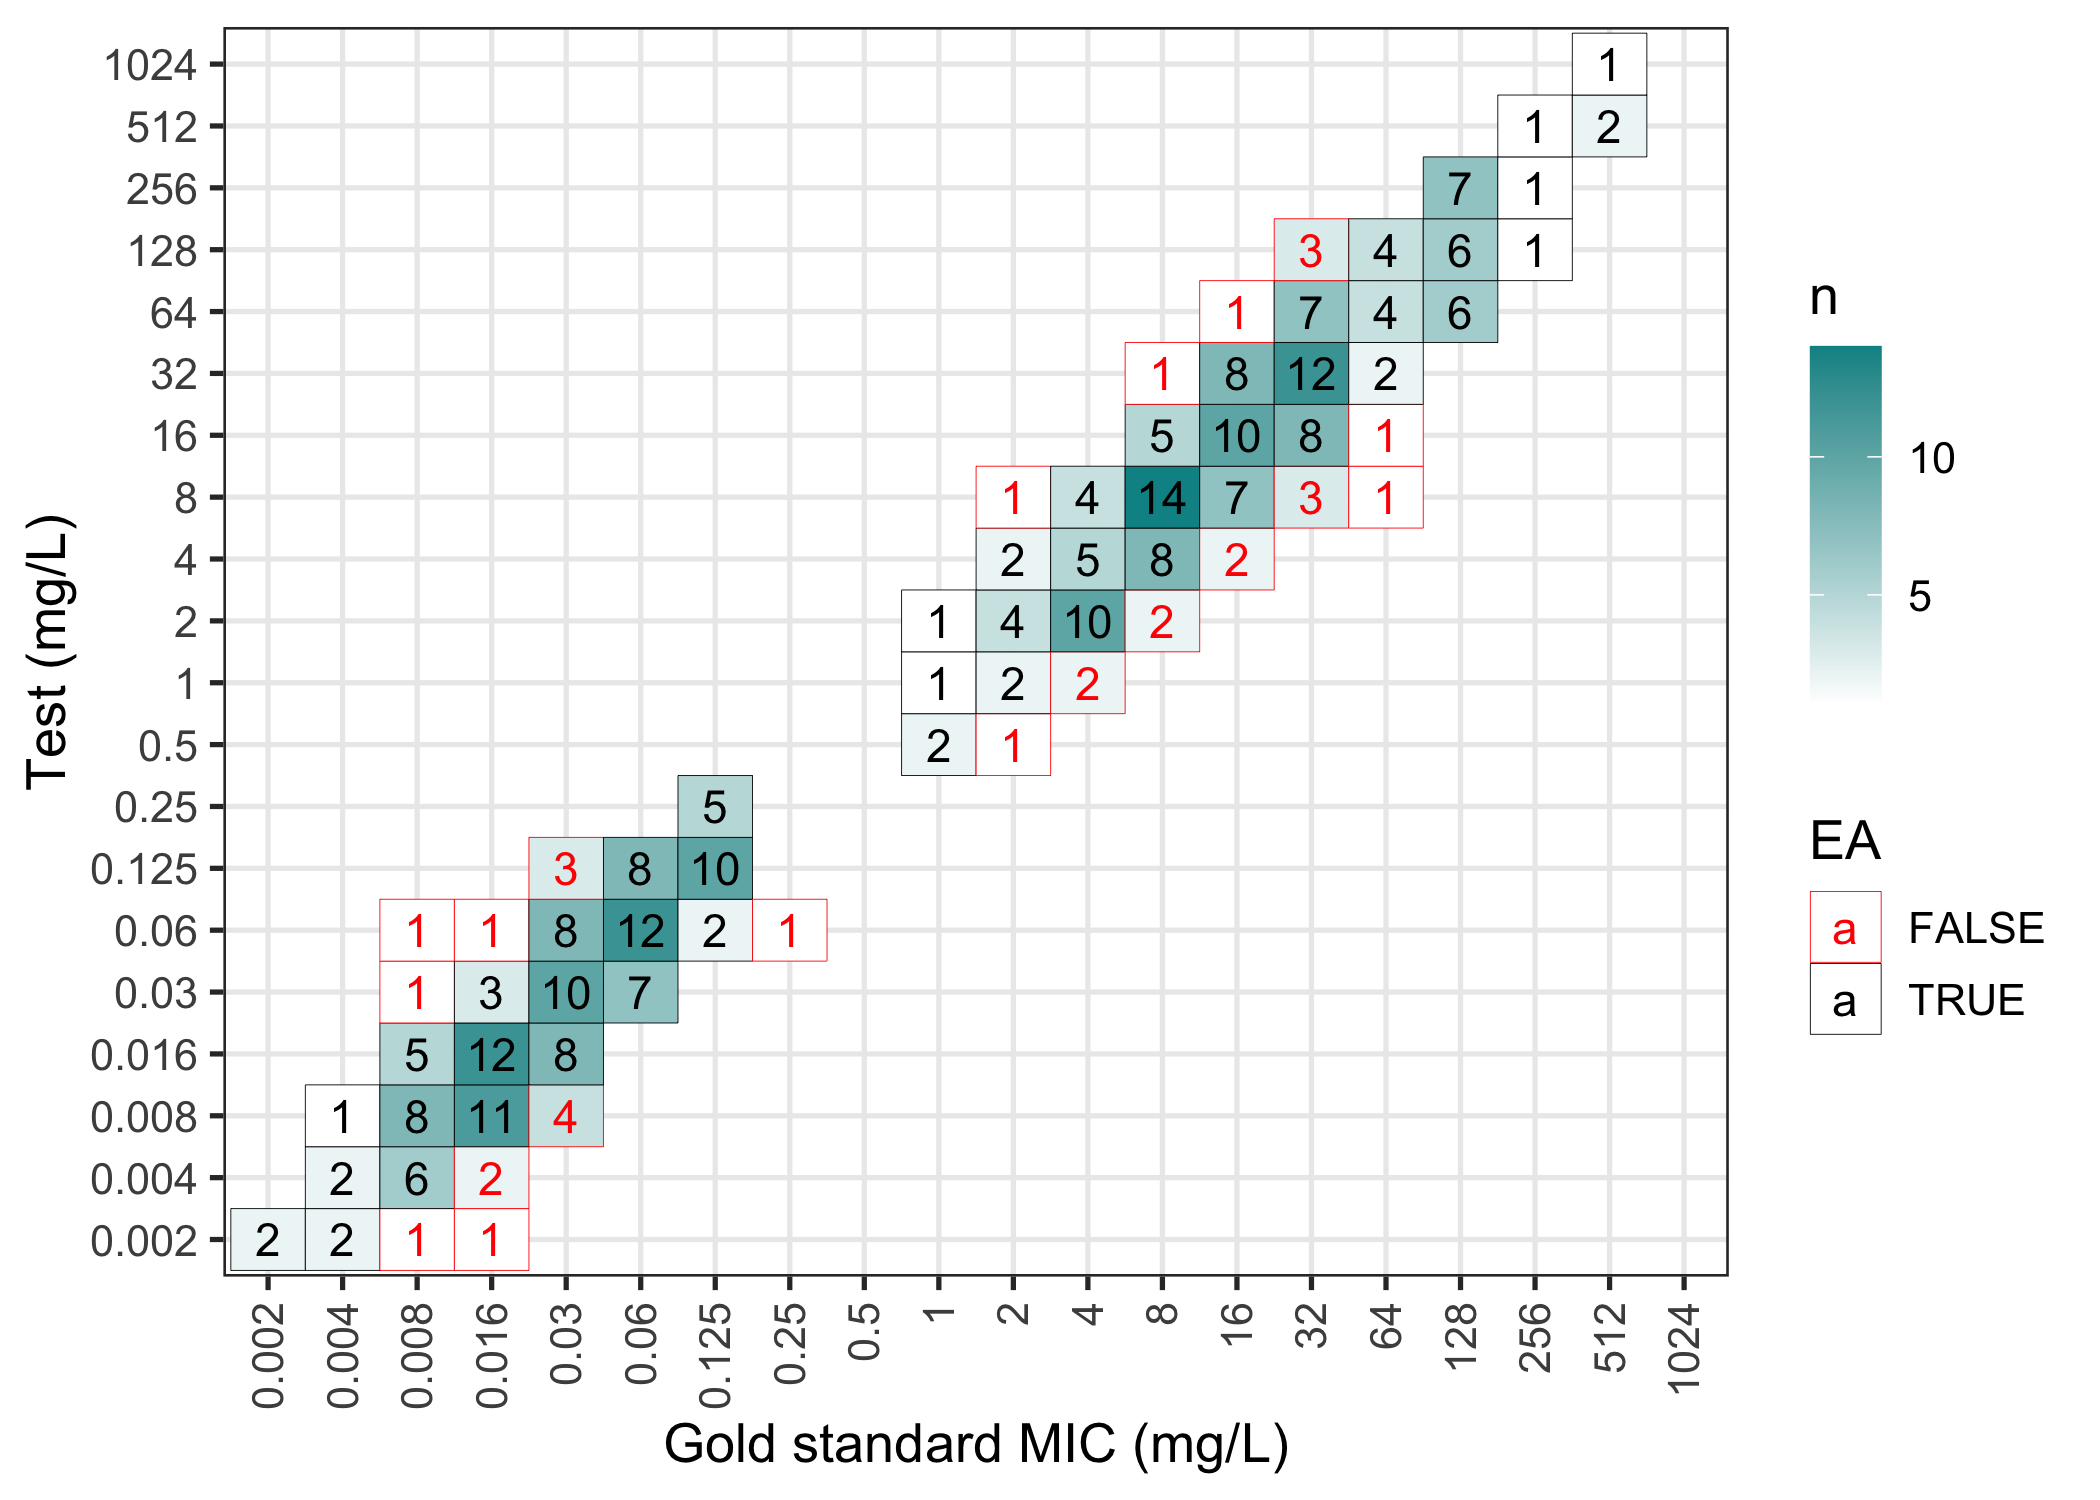 1024 1
512 1 2
256 7 1
128 3 4 6 1
64 1 7 4 6
32 1 8 12 2
16 5 10 8 1
8 1 4 14 7 3 1
4 2 5 8 2
2 1 4 10 2
1 1 2 2
0.5 2 1
0.25 5
0.125 3 8 10
0.06 1 1 8 12 2 1
0.03 1 3 10 7
0.016 5 12 8
0.008 1 8 11 4
0.004 2 6 2
0.002 2 2 1 1
0.002 0.004 0.008 0.016 0.03 0.06 0.125 0.25 0.5 1 2 4 8 16 32 64 128 256 512 1024
Gold standard MIC (mg/L)
Test (mg/L)
n
10
5
EA
a FALSE
a TRUE